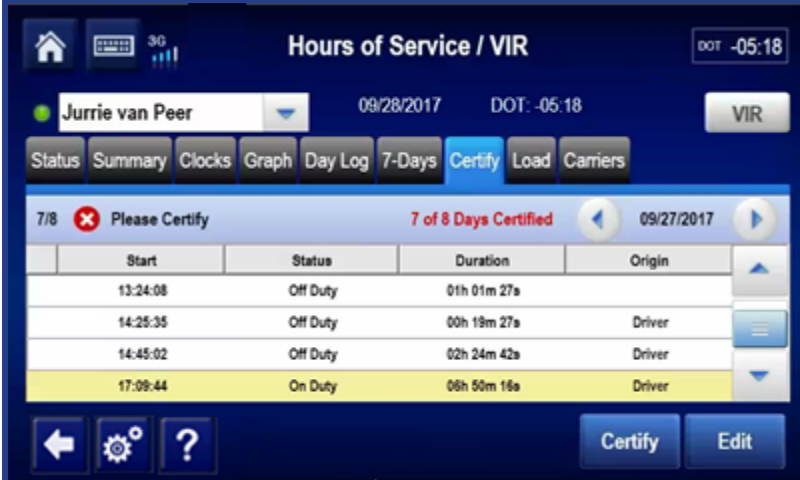 3G Hours of Service / VIR DOT -05:18
Jurrie van Peer 09/28/2017 DOT: -05:18 VIR
Status Summary Clocks Graph Day Log 7-Days Certify Load Carriers
7/8 Please Certify 7 of 8 Days Certified 09/27/2017
Start Status Duration Origin
13:24:08 Off Duty 01h 01m 27s
14:25:35 Off Duty 00h 19m 27s Driver
14:45:02 Off Duty 02h 24m 42s Driver
17:09:44 On Duty 06h 50m 16s Driver
? Certify Edit